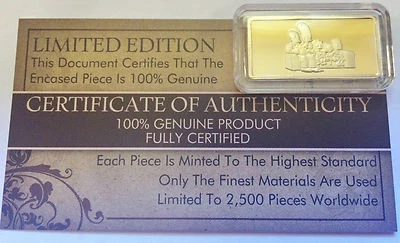 LIMITED EDITION
This Document Certifies That The
Encased Piece Is 100% Genuine
CERTIFICATE OF AUTHENTICITY
100% GENUINE PRODUCT
FULLY CERTIFIED
Each Piece Is Minted To The Highest Standard
Only The Finest Materials Are Used
Limited To 2,500 Pieces Worldwide